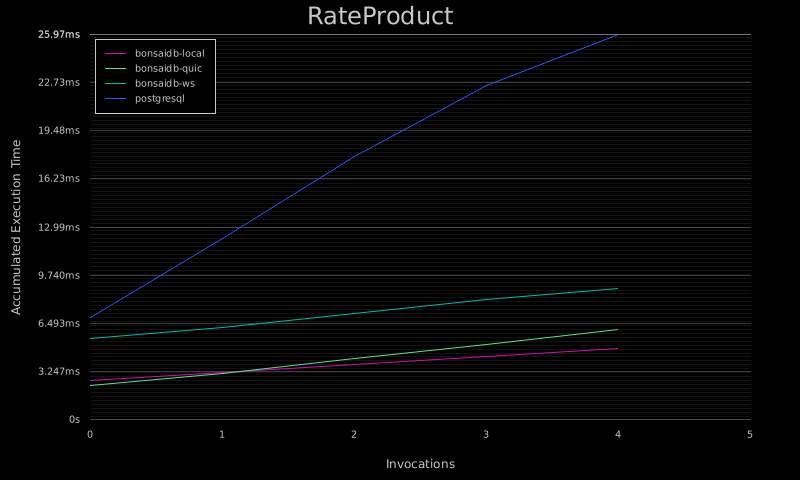 RateProduct
25.97ms
22.73ms
19.48ms
16.23ms
12.99ms
9.740ms
6.493ms
3.247ms
0s
bonsaidb-local
bonsaidb-quic
bonsaidb-ws
postgresql
Accumulated Execution Time
0 1 2 3 4 5
Invocations